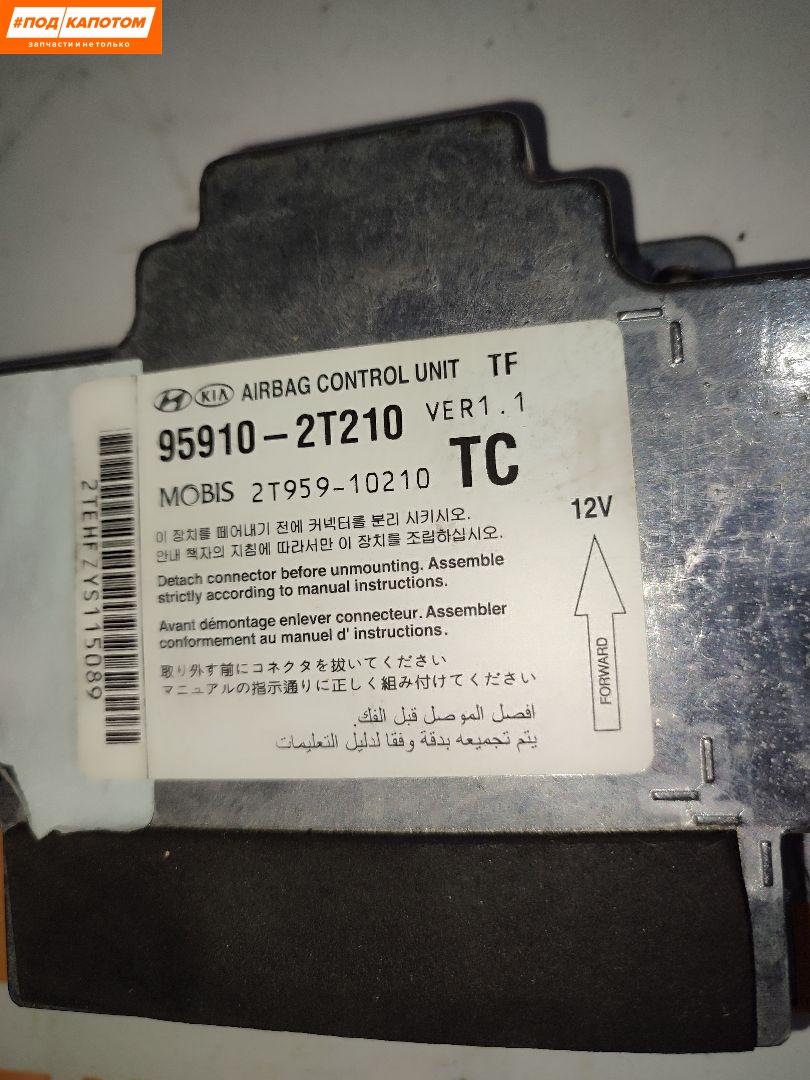 #ПОД КАПОТОМ
запчасти и не только
KIA AIRBAG CONTROL UNIT TF
95910-2T210 VER1.1
MOBIS 2T959-10210 TC
이 장치를 떼어내기 전에 커넥터를 분리 시키시오.
안내 책자의 지침에 따라서만 이 장치를 조립하십시오.
Detach connector before unmounting. Assemble
strictly according to manual instructions.
Avant démontage enlever connecteur. Assembler
conformement au manuel d' instructions.
取り外す前にコネクタを抜いてください
マニュアルの指示通りに正しく組み付けてください
افصل الموصل قبل الفك.
يتم تجميعه بدقة وفقا لدليل التعليمات
12V
FORWARD
2TEHFZYS115089